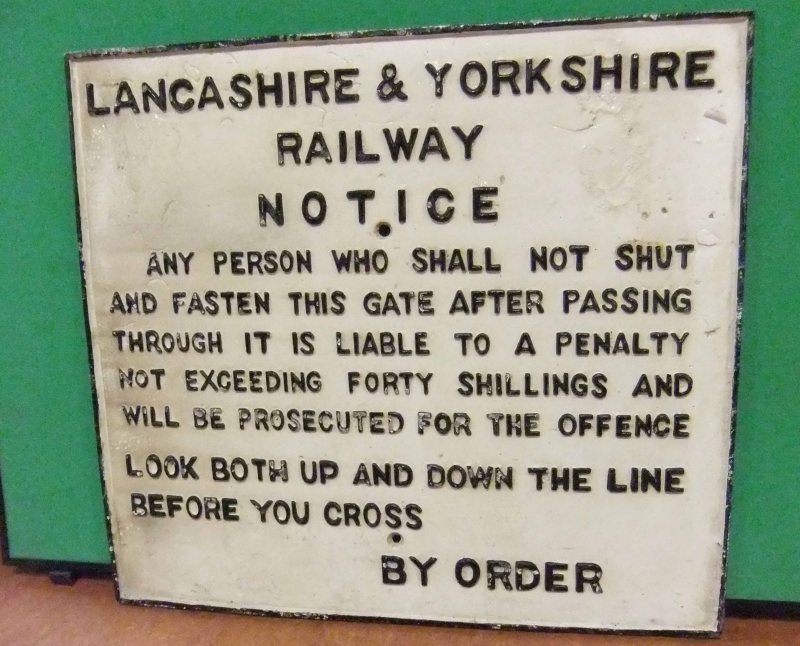 LANCASHIRE & YORKSHIRE
RAILWAY
NOTICE
ANY PERSON WHO SHALL NOT SHUT
AND FASTEN THIS GATE AFTER PASSING
THROUGH IT IS LIABLE TO A PENALTY
NOT EXCEEDING FORTY SHILLINGS AND
WILL BE PROSECUTED FOR THE OFFENCE
LOOK BOTH UP AND DOWN THE LINE
BEFORE YOU CROSS
BY ORDER